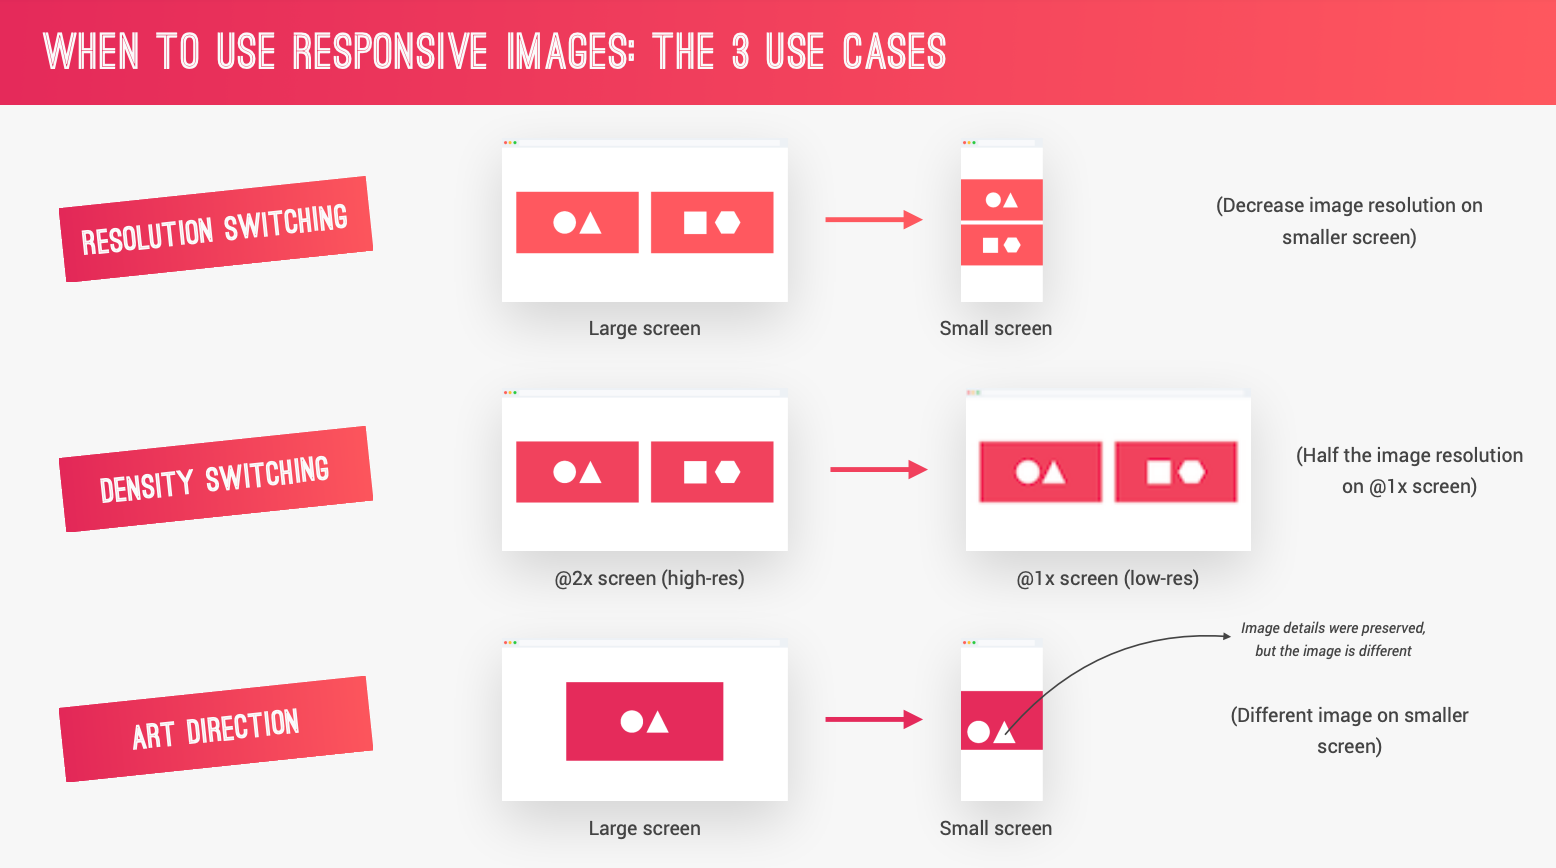 WHEN TO USE RESPONSIVE IMAGES: THE 3 USE CASES
RESOLUTION SWITCHING
Large screen
Small screen
(Decrease image resolution on
smaller screen)
DENSITY SWITCHING
@2x screen (high-res)
@1x screen (low-res)
(Half the image resolution
on @1x screen)
ART DIRECTION
Large screen
Small screen
Image details were preserved,
but the image is different
(Different image on smaller
screen)